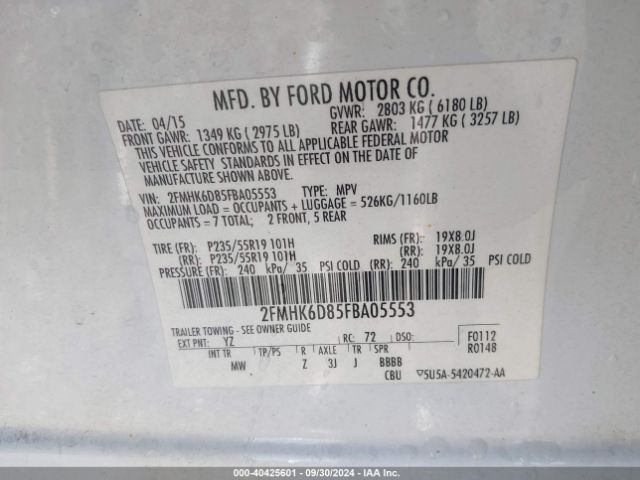 MFD. BY FORD MOTOR CO.
DATE: 04/15 GVWR: 2803 KG ( 6180 LB)
FRONT GAWR: 1349 KG ( 2975 LB) REAR GAWR: 1477 KG ( 3257 LB)
THIS VEHICLE CONFORMS TO ALL APPLICABLE FEDERAL MOTOR
VEHICLE SAFETY STANDARDS IN EFFECT ON THE DATE OF
MANUFACTURE SHOWN ABOVE.
VIN: 2FMHK6D85FBA05553 TYPE: MPV
MAXIMUM LOAD = OCCUPANTS + LUGGAGE = 526KG/1160LB
OCCUPANTS = 7 TOTAL; 2 FRONT, 5 REAR
TIRE (FR): P235/55R19 101H RIMS (FR): 19X8.0J
(RR): P235/55R19 101H (RR): 19X8.0J
PRESSURE (FR): 240 kPa/ 35 PSI COLD (RR): 240 kPa/ 35 PSI COLD
2FMHK6D85FBA05553
TRAILER TOWING - SEE OWNER GUIDE
EXT PNT: YZ RC: 72 DSO: F0112
INT TR TP/PS R AXLE TR SPR R0148
MW Z 3J J BBBB
CBU ▽5U5A-5420472-AA
000-40425601 - 09/30/2024 - IAAI.com